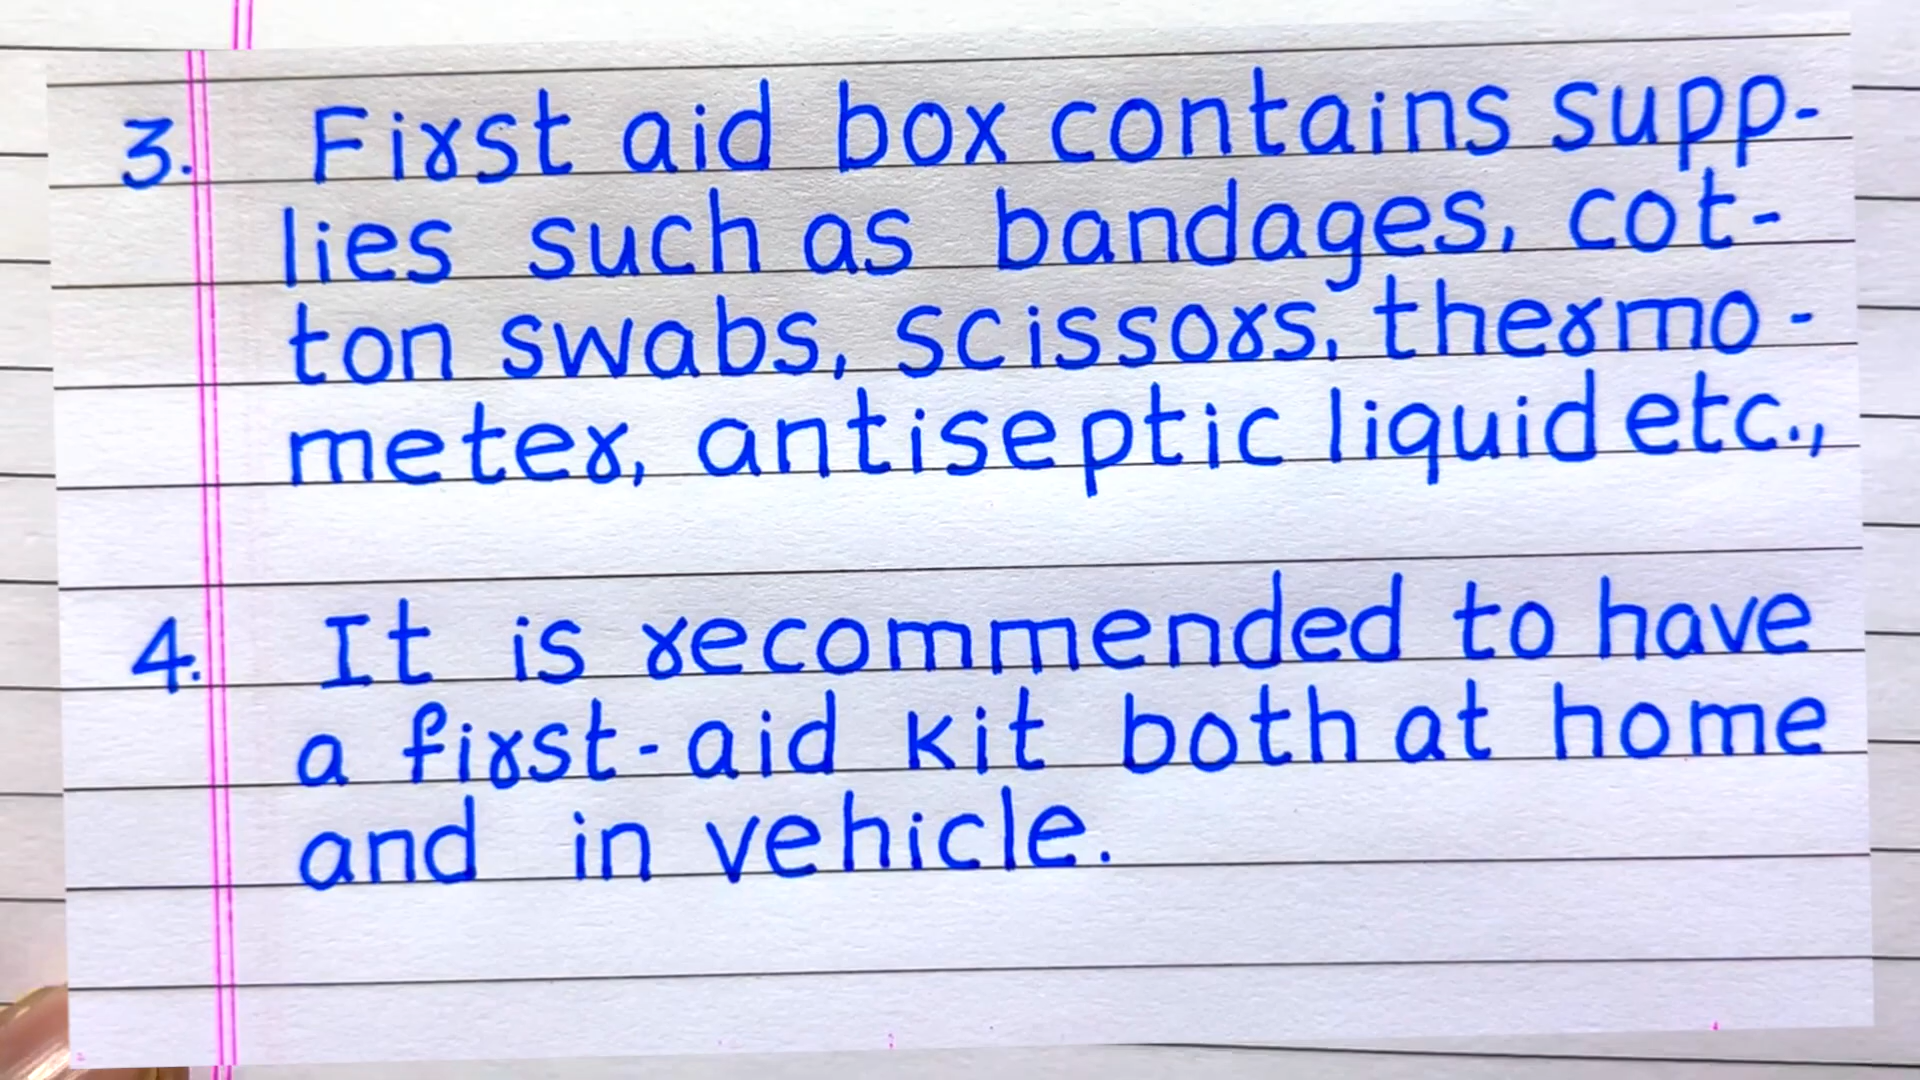 3. First aid box contains supp-
lies such as bandages, cot-
ton swabs, scissors, thermo-
meter, antiseptic liquid etc.,
4. It is recommended to have
a first-aid kit both at home
and in vehicle.